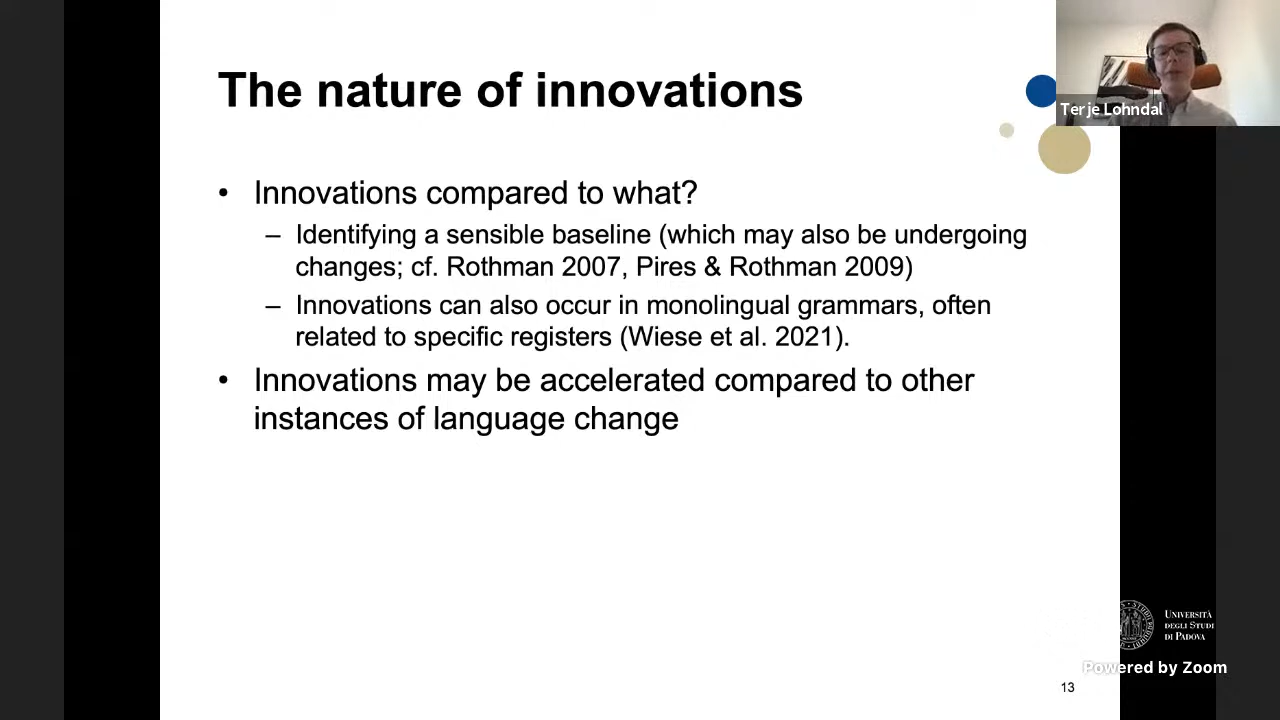 The nature of innovations
Terje Lohndal
• Innovations compared to what?
– Identifying a sensible baseline (which may also be undergoing
changes; cf. Rothman 2007, Pires & Rothman 2009)
– Innovations can also occur in monolingual grammars, often
related to specific registers (Wiese et al. 2021).
• Innovations may be accelerated compared to other
instances of language change
UNIVERSITÀ
DEGLI STUDI
DI PADOVA
Powered by Zoom
13